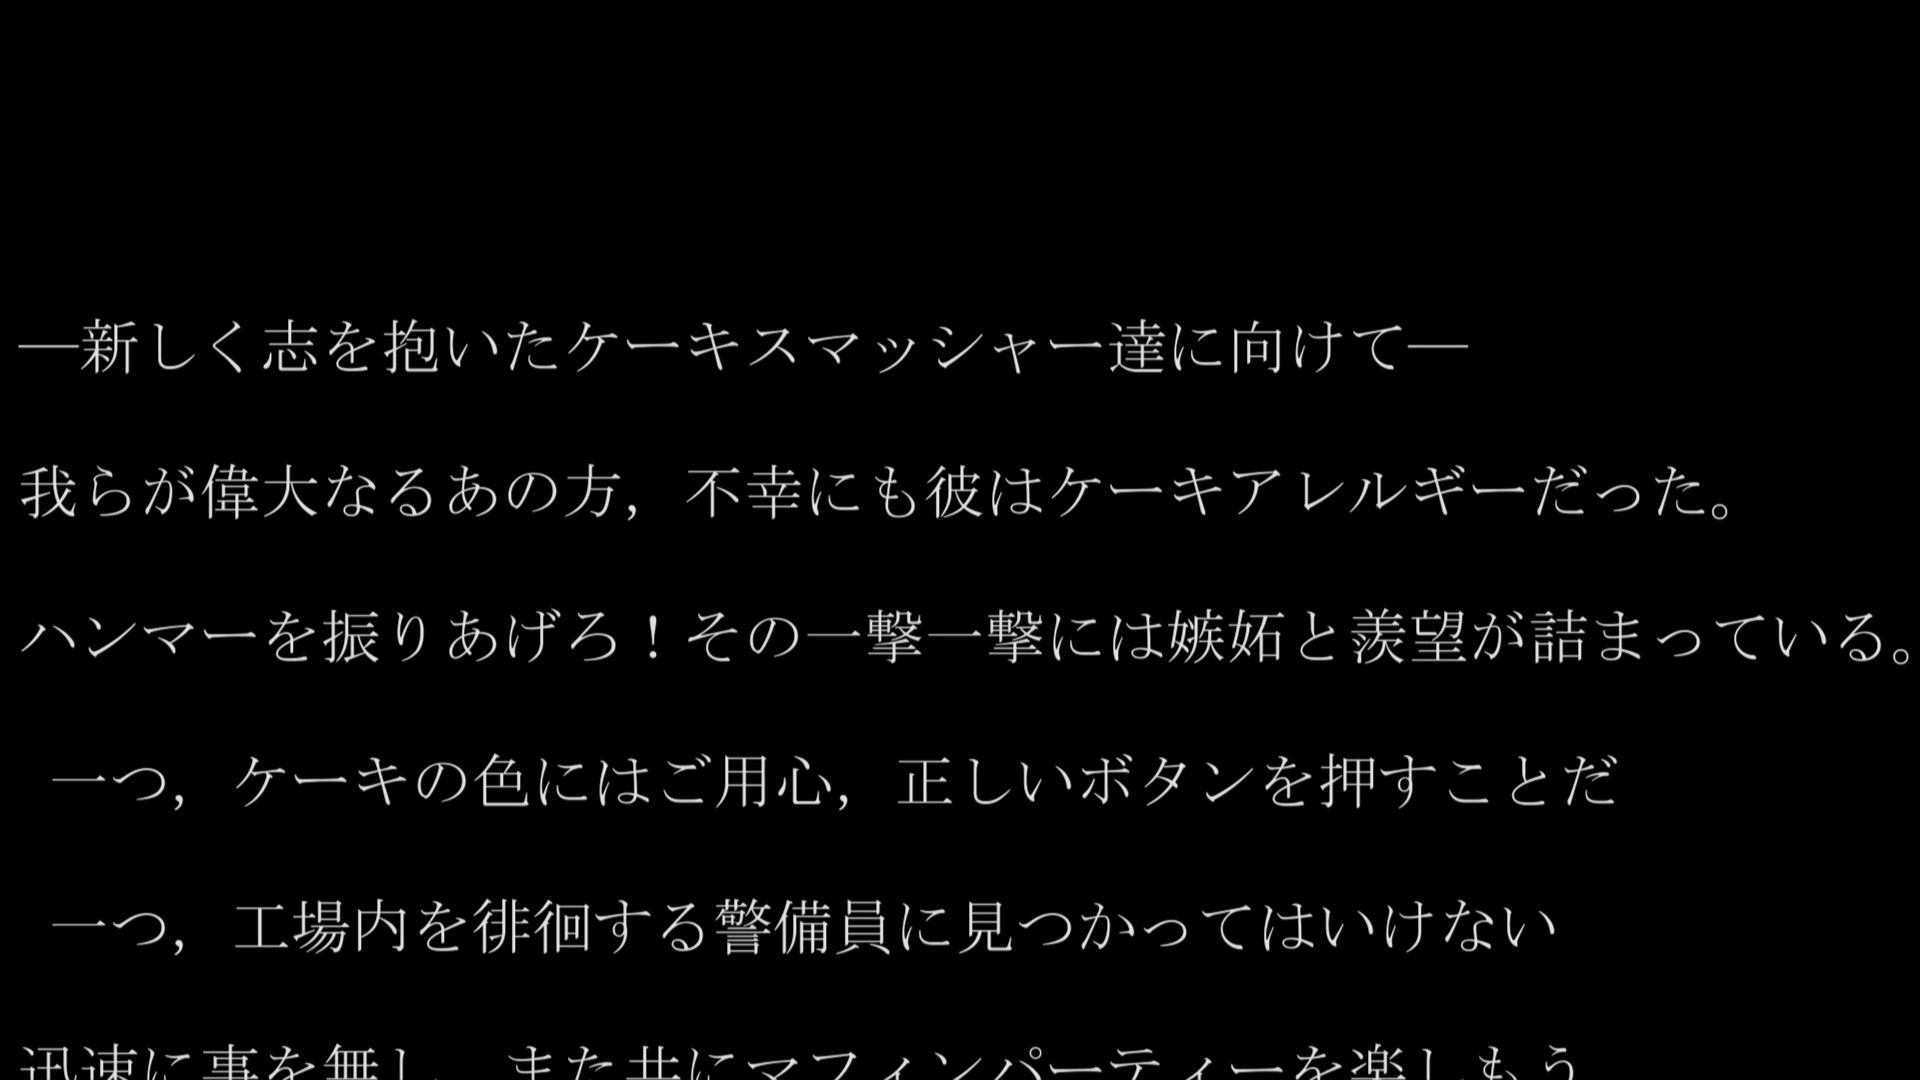 ―新しく志を抱いたケーキスマッシャー達に向けて―
我らが偉大なるあの方，不幸にも彼はケーキアレルギーだった。
ハンマーを振りあげろ！その一撃一撃には嫉妬と羨望が詰まっている。
一つ，ケーキの色にはご用心，正しいボタンを押すことだ
一つ，工場内を徘徊する警備員に見つかってはいけない
迅速に事を無し，また共にマフィンパーティーを楽しもう